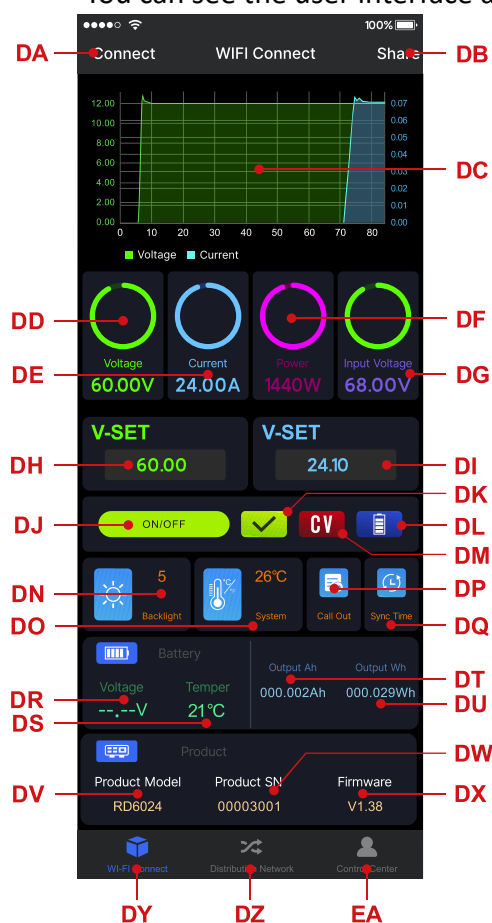 You can see the user interface a
100%
DA Connect WIFI Connect Share DB
12.00 0.07
10.00 0.06
0.05
8.00 0.04
6.00 DC
0.03
4.00 0.02
2.00 0.01
0.00 0.00
0 10 20 30 40 50 60 70 80
Voltage Current
DD DF
Voltage Current Power Input Voltage
DE 60.00V 24.00A 1440W 68.00V DG
V-SET V-SET
DH 60.00 24.10 DI
DK
DJ ON/OFF CV DL
DM
5 26℃
°C/°F
DN DP
Backlight System Call Out Sync Time
DO DQ
Battery
Output Ah Output Wh
DT
Voltage Temper 000.002Ah 000.029Wh
DR --.--V 21℃ DU
DS
Product DW
Product Model Product SN Firmware
DV RD6024 00003001 V1.38 DX
WI-FI Connect Distribution Network Control Center
DY DZ EA